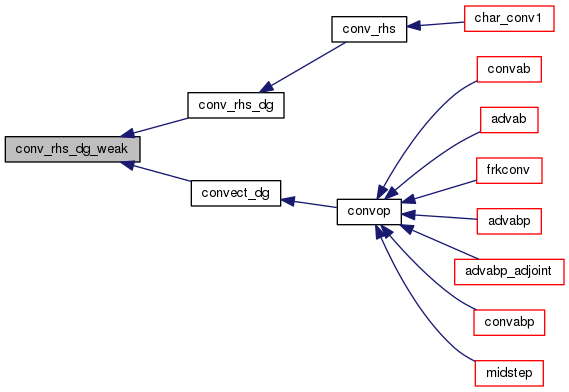 char_conv1
conv_rhs
convab
conv_rhs_dg
advab
conv_rhs_dg_weak
frkconv
convect_dg
convop
advabp
advabp_adjoint
convabp
midstep